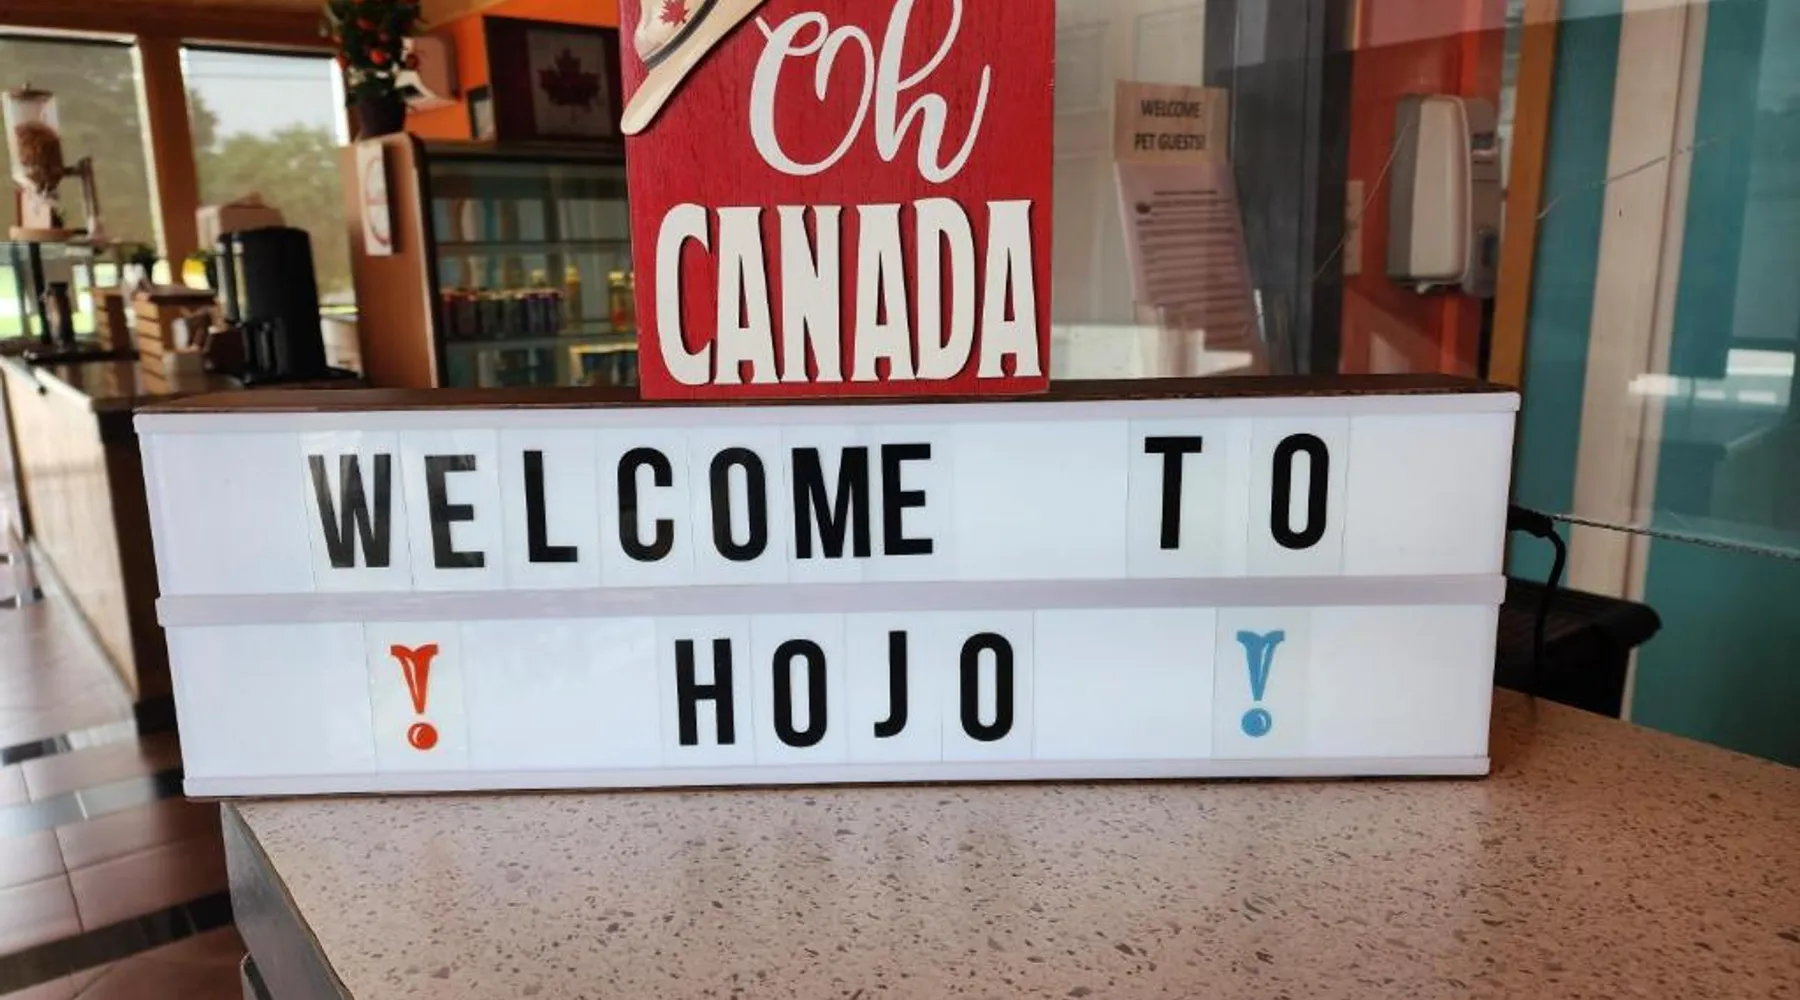 Oh
CANADA
WELCOME
PET GUESTS!
WELCOME TO
! HOJO !